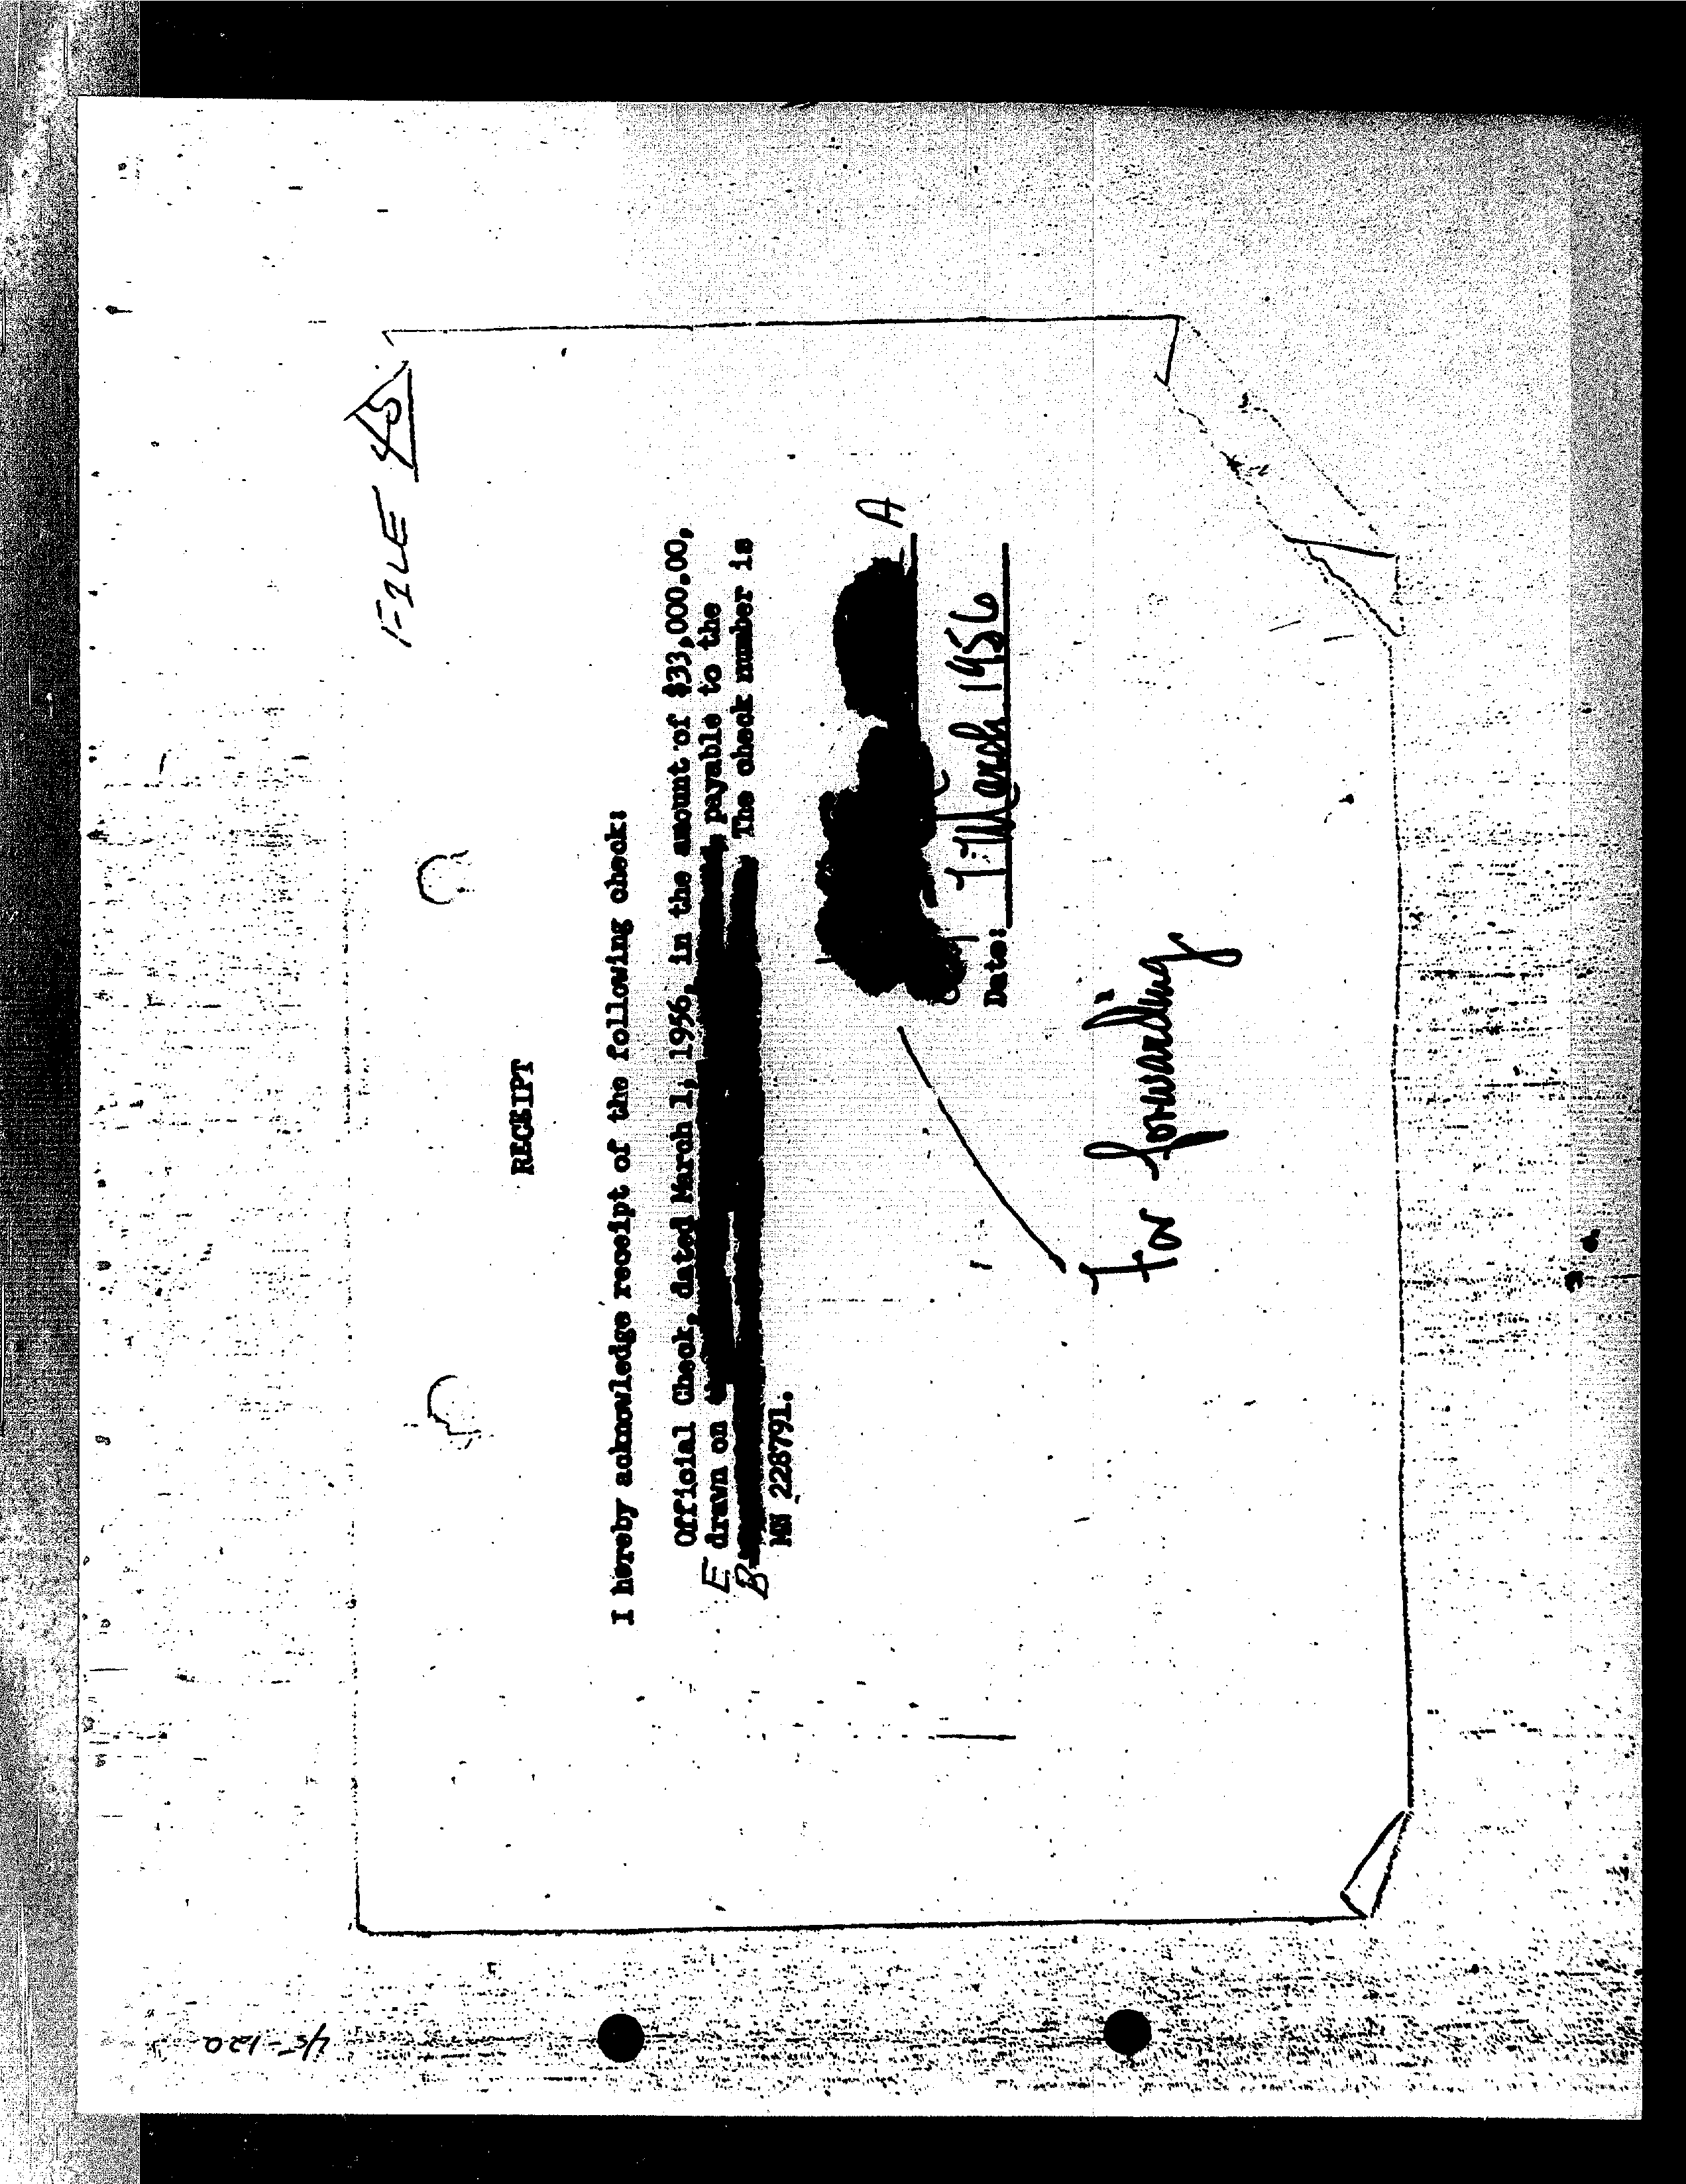 FILE 45
RECEIPT
I hereby acknowledge receipt of the following check:
Official Check, dated March 1, 1956, in the amount of $33,000.00,
E drawn on , payable to the
B The check number is
MN 228791.
A
Date: 1 March 1956
For forwarding
45-120